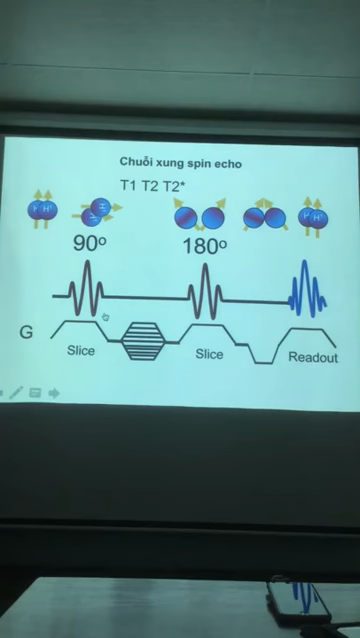 Chuỗi xung spin echo
T1 T2 T2*
90º 180º
G
Slice Slice Readout